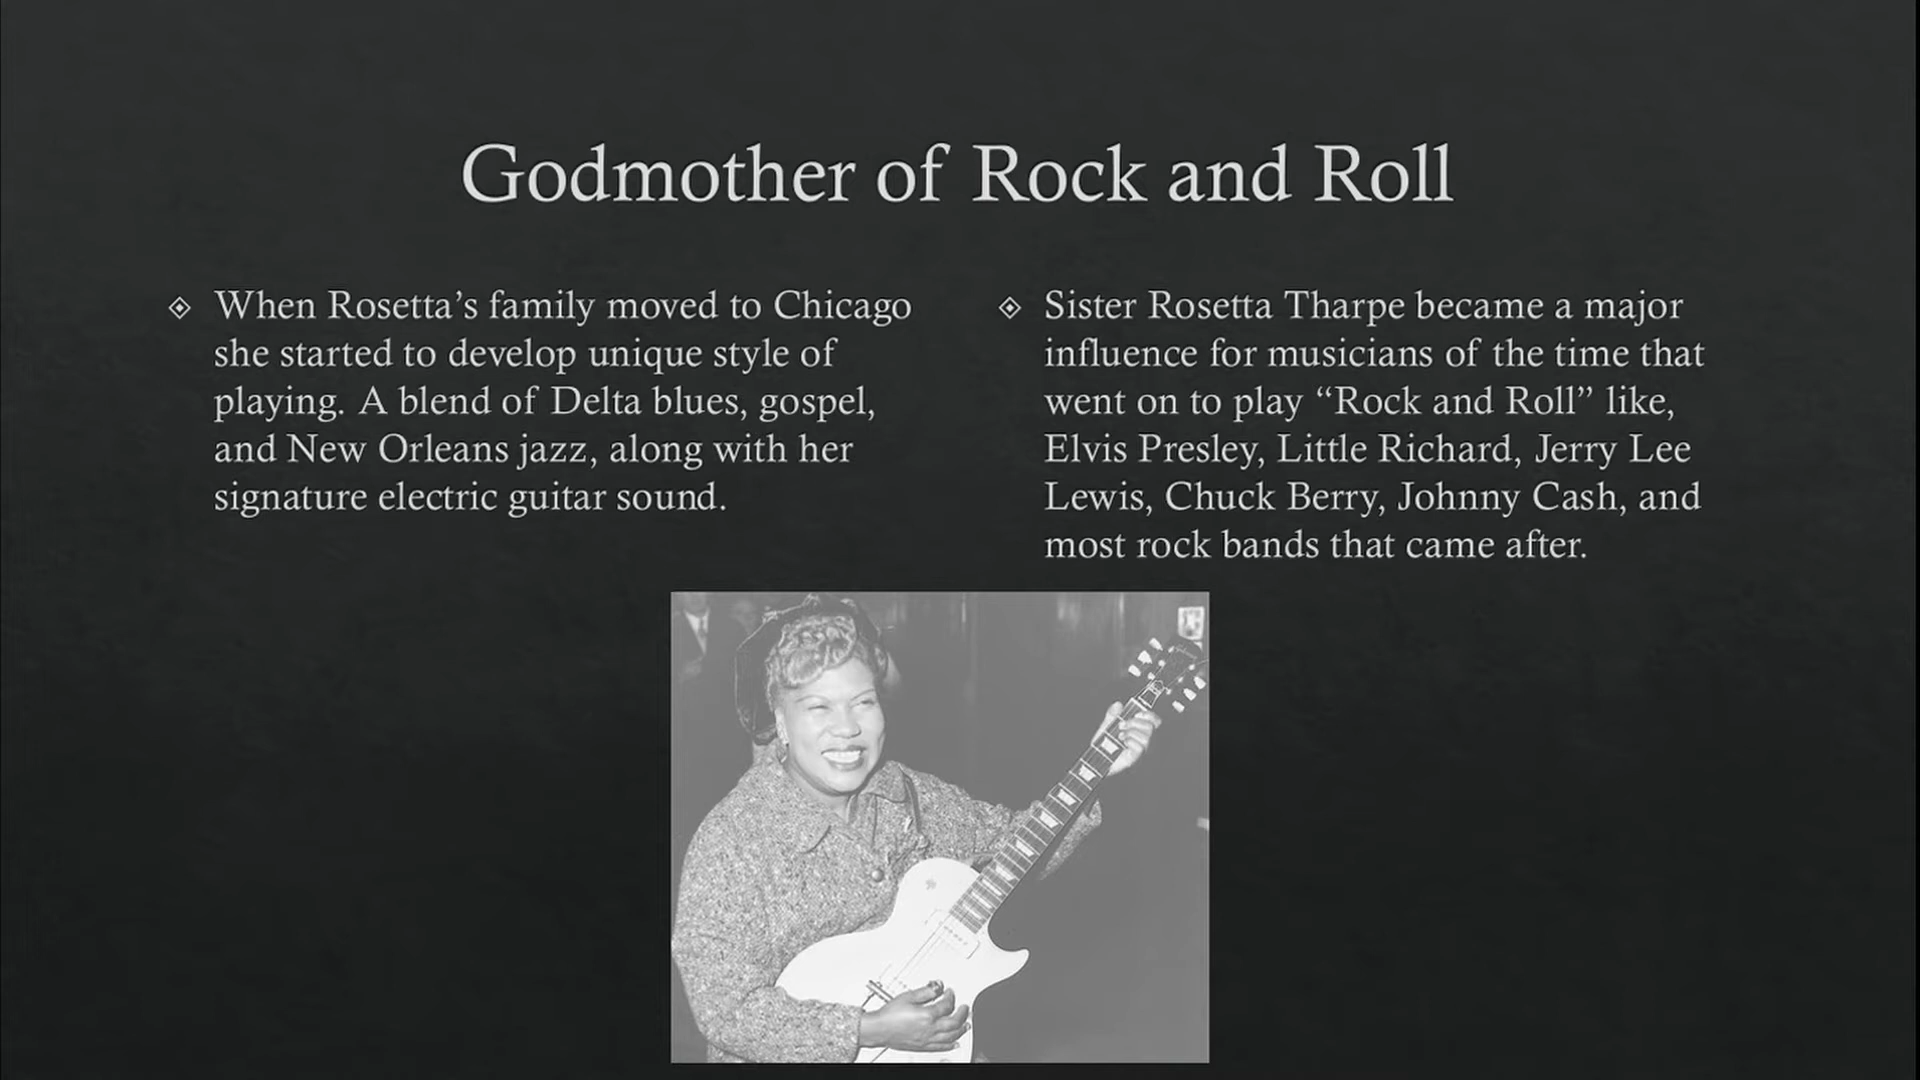 Godmother of Rock and Roll
When Rosetta’s family moved to Chicago
she started to develop unique style of
playing. A blend of Delta blues, gospel,
and New Orleans jazz, along with her
signature electric guitar sound.
Sister Rosetta Tharpe became a major
influence for musicians of the time that
went on to play “Rock and Roll” like,
Elvis Presley, Little Richard, Jerry Lee
Lewis, Chuck Berry, Johnny Cash, and
most rock bands that came after.